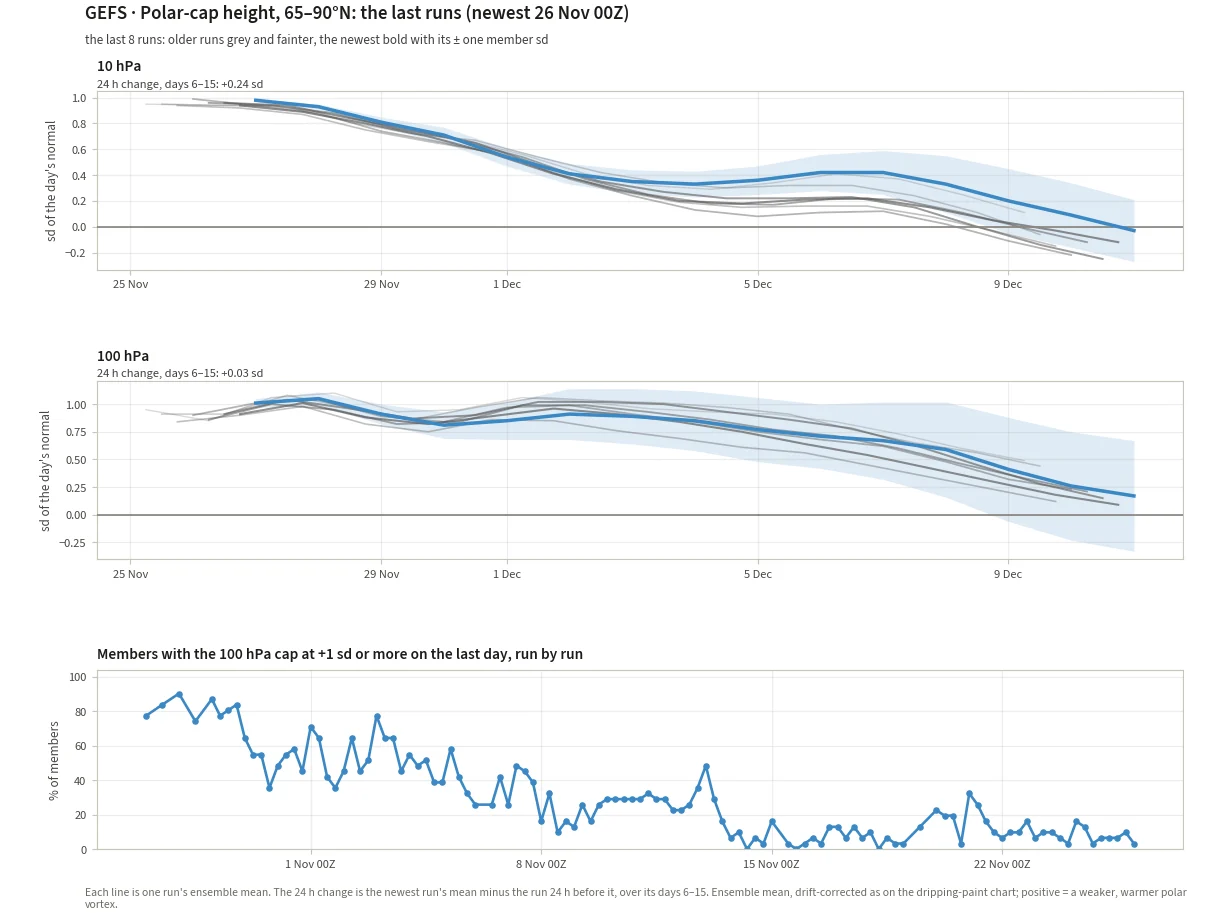 GEFS · Polar-cap height, 65–90°N: the last runs (newest 26 Nov 00Z)
the last 8 runs: older runs grey and fainter, the newest bold with its ± one member sd
10 hPa
24 h change, days 6–15: +0.24 sd
sd of the day's normal
1.0
0.8
0.6
0.4
0.2
0.0
−0.2
25 Nov
29 Nov
1 Dec
5 Dec
9 Dec
100 hPa
24 h change, days 6–15: +0.03 sd
sd of the day's normal
1.00
0.75
0.50
0.25
0.00
−0.25
25 Nov
29 Nov
1 Dec
5 Dec
9 Dec
Members with the 100 hPa cap at +1 sd or more on the last day, run by run
% of members
100
80
60
40
20
0
1 Nov 00Z
8 Nov 00Z
15 Nov 00Z
22 Nov 00Z
Each line is one run's ensemble mean. The 24 h change is the newest run's mean minus the run 24 h before it, over its days 6–15. Ensemble mean, drift-corrected as on the dripping-paint chart; positive = a weaker, warmer polar
vortex.